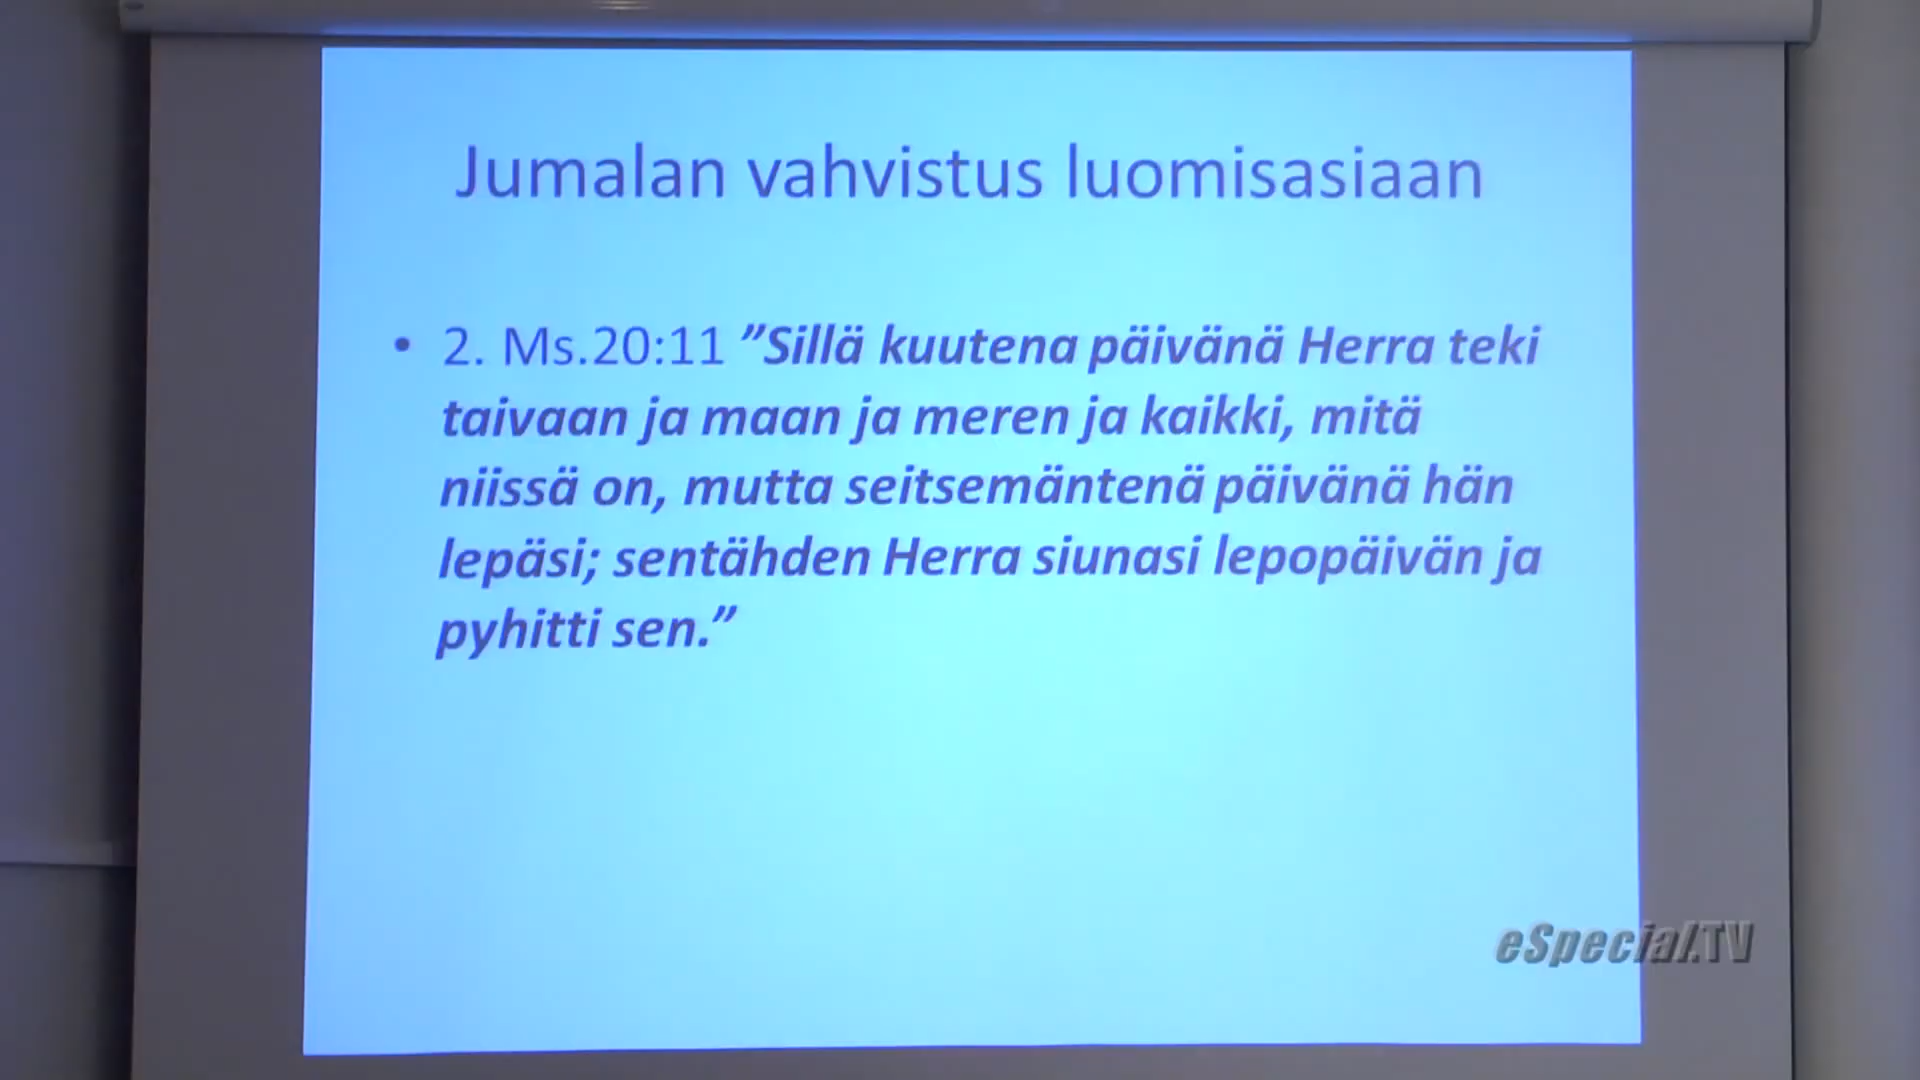 Jumalan vahvistus luomisasiaan
• 2. Ms.20:11 ”Sillä kuutena päivänä Herra teki
taivaan ja maan ja meren ja kaikki, mitä
niissä on, mutta seitsemäntenä päivänä hän
lepäsi; sentähden Herra siunasi lepopäivän ja
pyhitti sen.”
eSpecial.TV